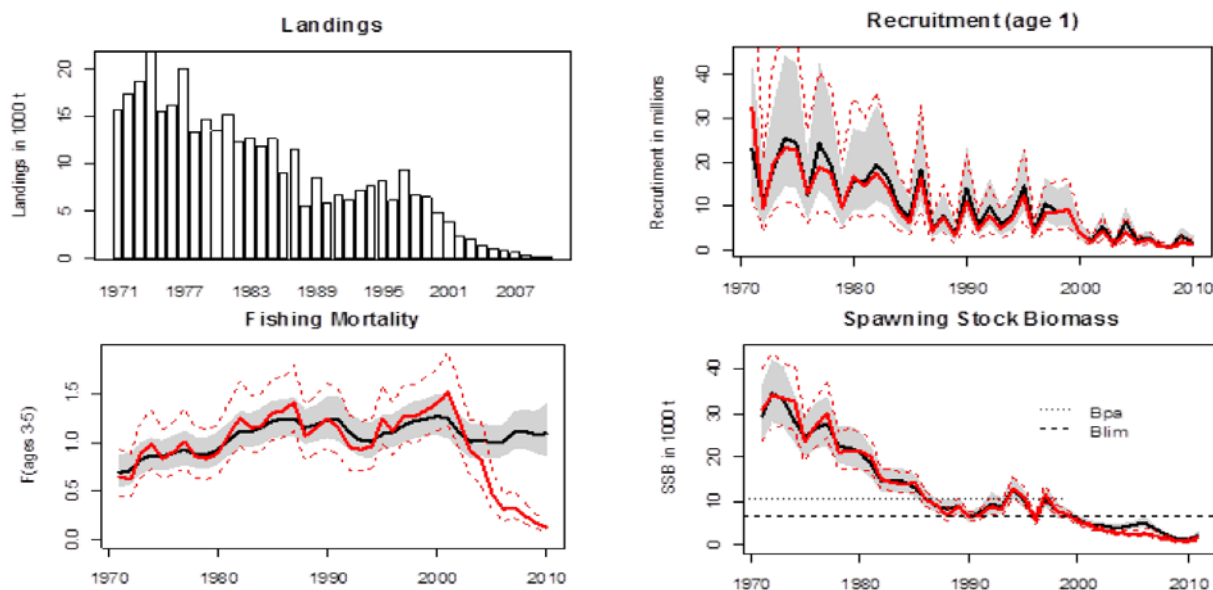 Landings
Landings in 1000 t
20
15
10
5
0
1971 1977 1983 1989 1995 2001 2007
Recruitment (age 1)
Recrutiment in millions
40
30
20
10
0
1970 1980 1990 2000 2010
Fishing Mortality
F(ages 3-5)
1.5
1.0
0.5
0.0
1970 1980 1990 2000 2010
Spawning Stock Biomass
SSB in 1000 t
40
30
20
10
0
Bpa
Blim
1970 1980 1990 2000 2010